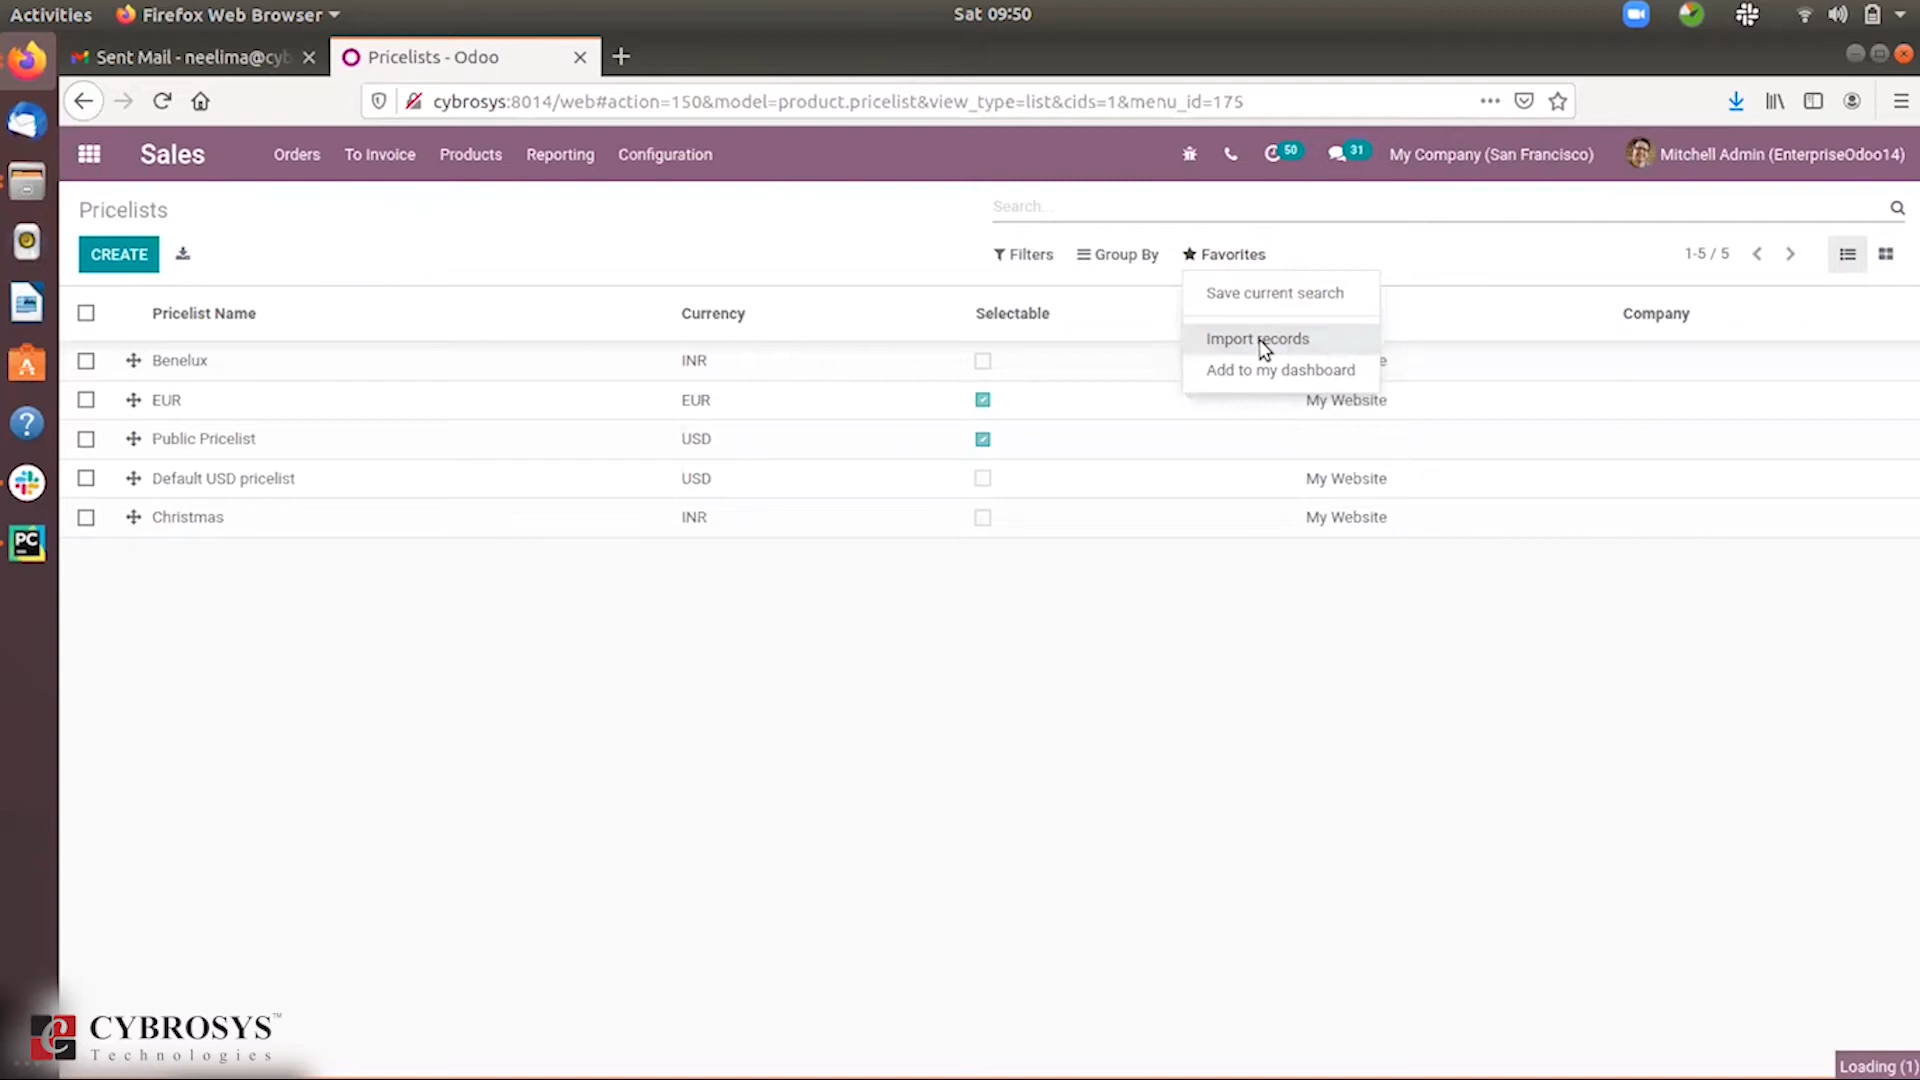 Activities Firefox Web Browser Sat 09:50
Sent Mail - neelima@cyb Pricelists - Odoo
cybrosys:8014/web#action=150&model=product.pricelist&view_type=list&cids=1&menu_id=175
Sales Orders To Invoice Products Reporting Configuration 50 31 My Company (San Francisco) Mitchell Admin (EnterpriseOdoo14)
Pricelists Search...
CREATE Filters Group By Favorites 1-5 / 5
Save current search
Pricelist Name Currency Selectable Company
Import records
Benelux INR e
Add to my dashboard
EUR EUR My Website
Public Pricelist USD
Default USD pricelist USD My Website
Christmas INR My Website
PC
CYBROSYS™
Technologies
Loading (1)